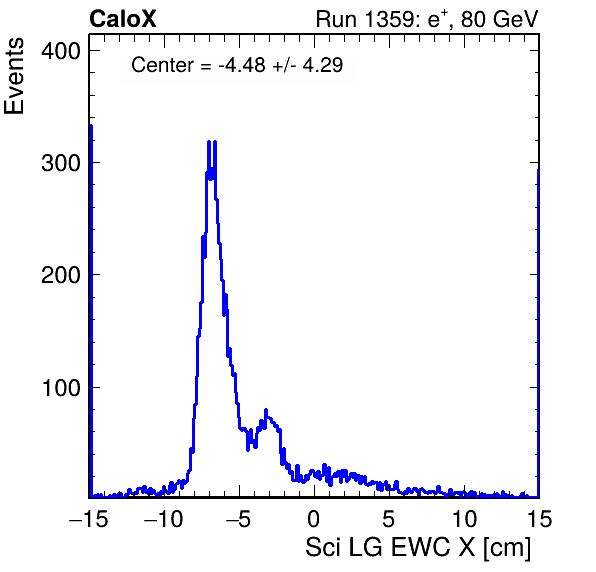 CaloX Run 1359: e⁺, 80 GeV
Center = -4.48 +/- 4.29
Events
400
300
200
100
−15 −10 −5 0 5 10 15
Sci LG EWC X [cm]